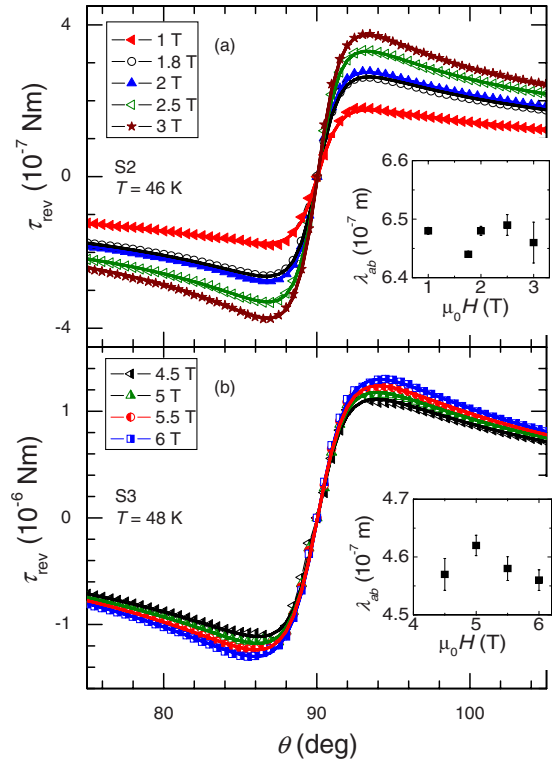 4
(a)
1 T
1.8 T
2 T
2.5 T
3 T
τrev (10-7 Nm)
0
S2
T = 46 K
6.6
6.5
6.4
λab (10-7 m)
1 2 3
μ0H (T)
-4
(b)
4.5 T
5 T
5.5 T
6 T
1
τrev (10-6 Nm)
0
S3
T = 48 K
4.7
4.6
4.5
λab (10-7 m)
4 5 6
μ0H (T)
-1
80 90 100
θ (deg)